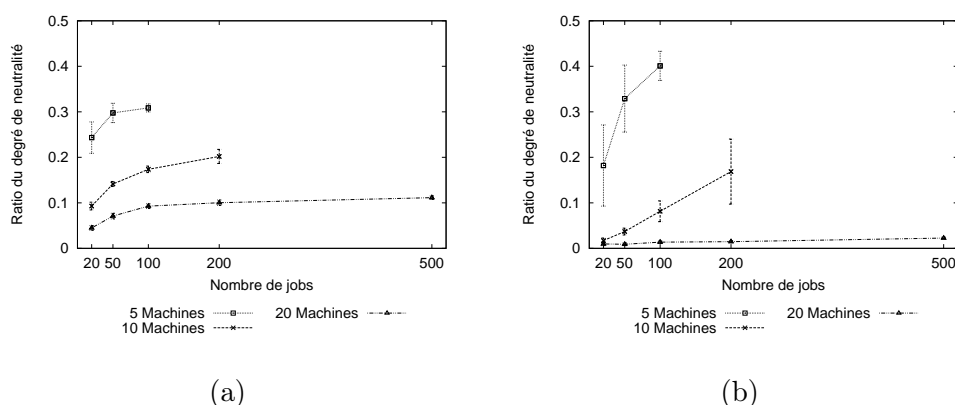 0.5
0.4
0.3
0.2
0.1
0
Ratio du degré de neutralité
20 50 100 200 500
Nombre de jobs
5 Machines 20 Machines
10 Machines
(a)
0.5
0.4
0.3
0.2
0.1
0
Ratio du degré de neutralité
20 50 100 200 500
Nombre de jobs
5 Machines 20 Machines
10 Machines
(b)